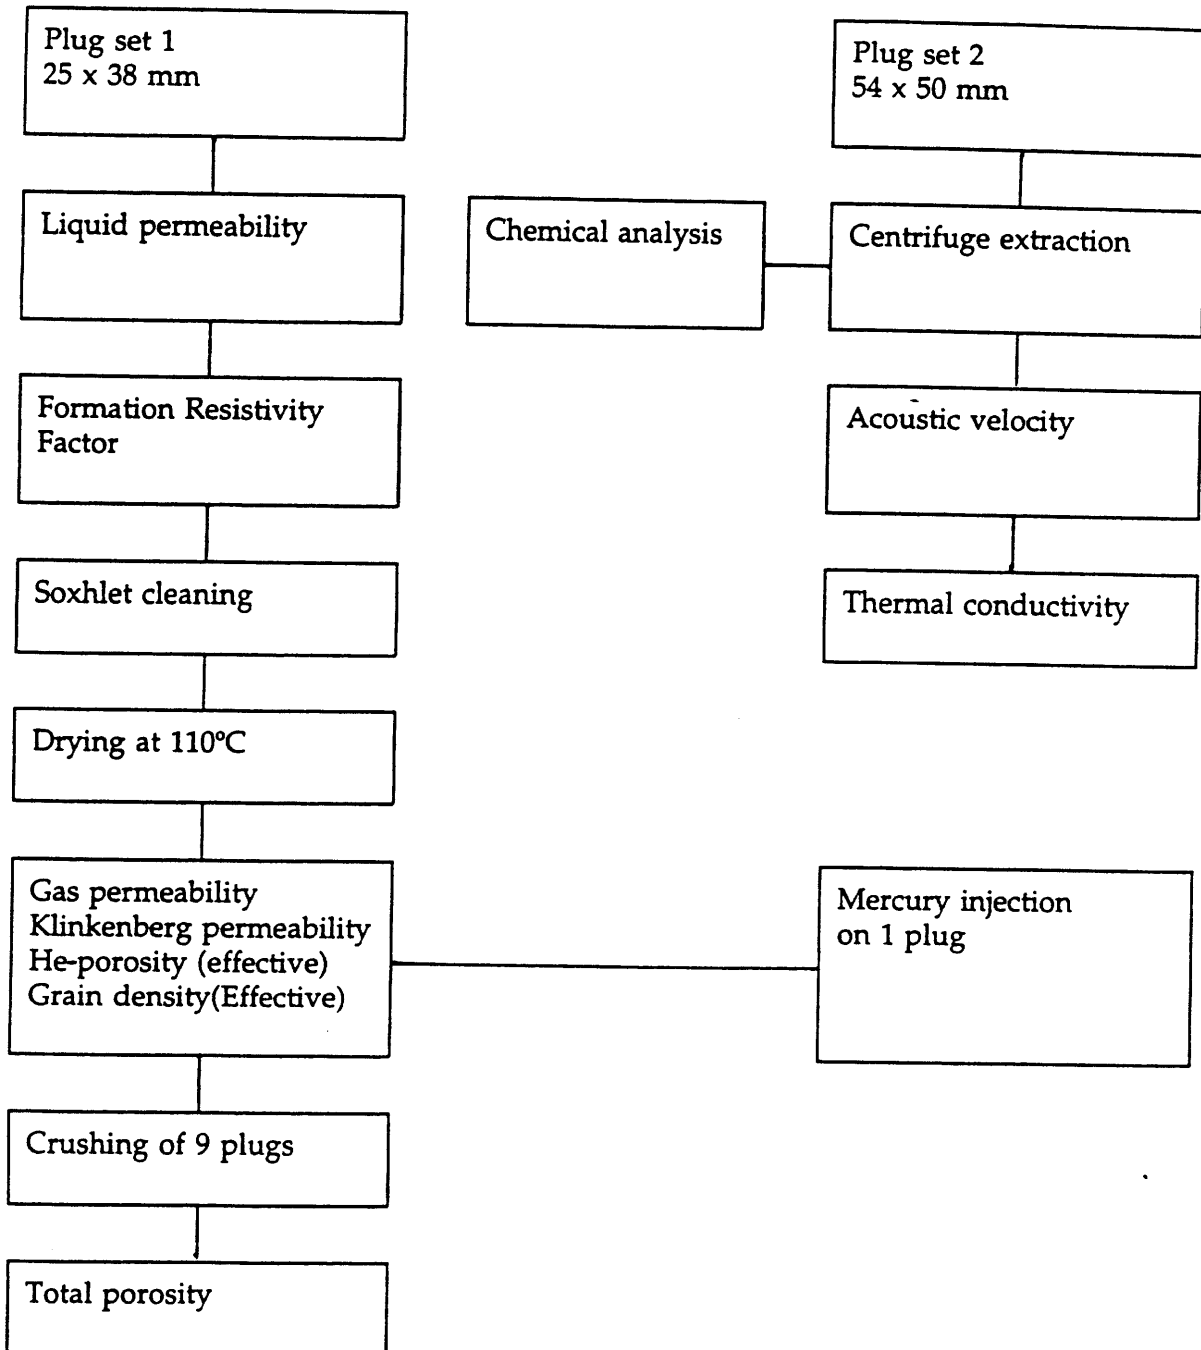 Plug set 1
25 x 38 mm
Plug set 2
54 x 50 mm
Liquid permeability
Chemical analysis
Centrifuge extraction
Formation Resistivity
Factor
Acoustic velocity
Soxhlet cleaning
Thermal conductivity
Drying at 110°C
Gas permeability
Klinkenberg permeability
He-porosity (effective)
Grain density(Effective)
Mercury injection
on 1 plug
Crushing of 9 plugs
Total porosity